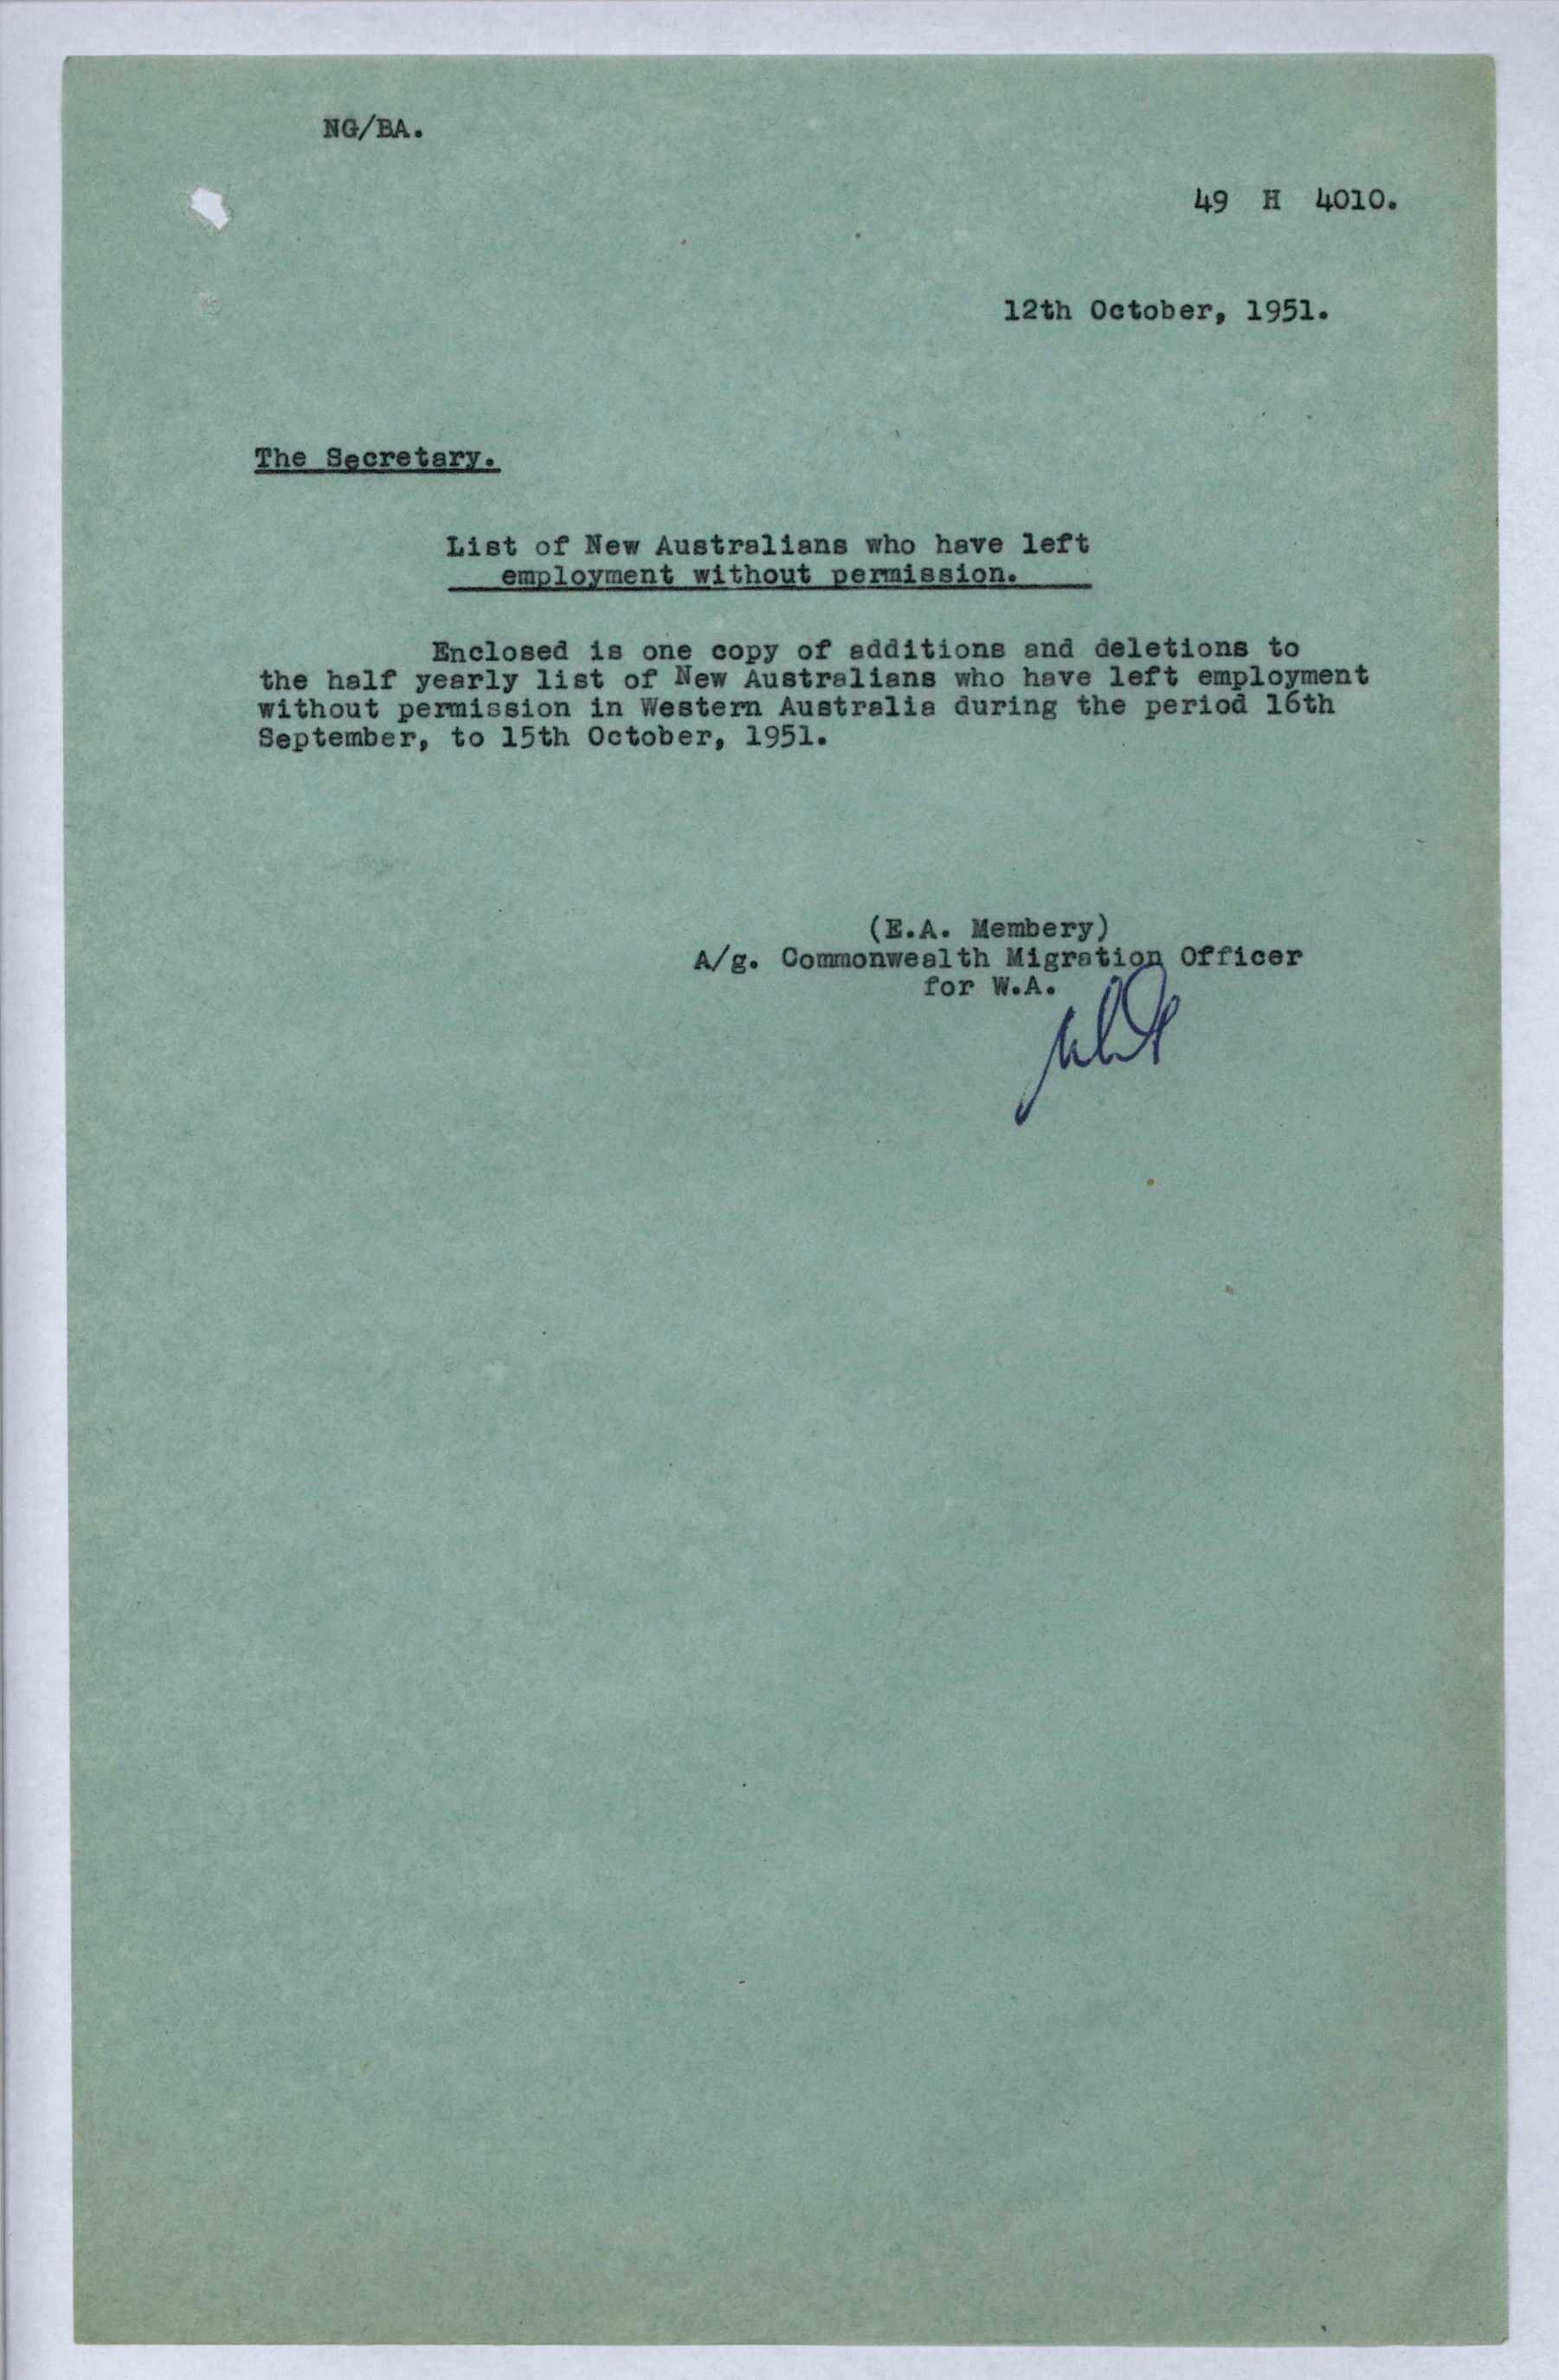 NG/BA.
49 H 4010.
12th October, 1951.
The Secretary.
List of New Australians who have left
employment without permission.
Enclosed is one copy of additions and deletions to
the half yearly list of New Australians who have left employment
without permission in Western Australia during the period 16th
September, to 15th October, 1951.
(E.A. Membery)
A/g. Commonwealth Migration Officer
for W.A.